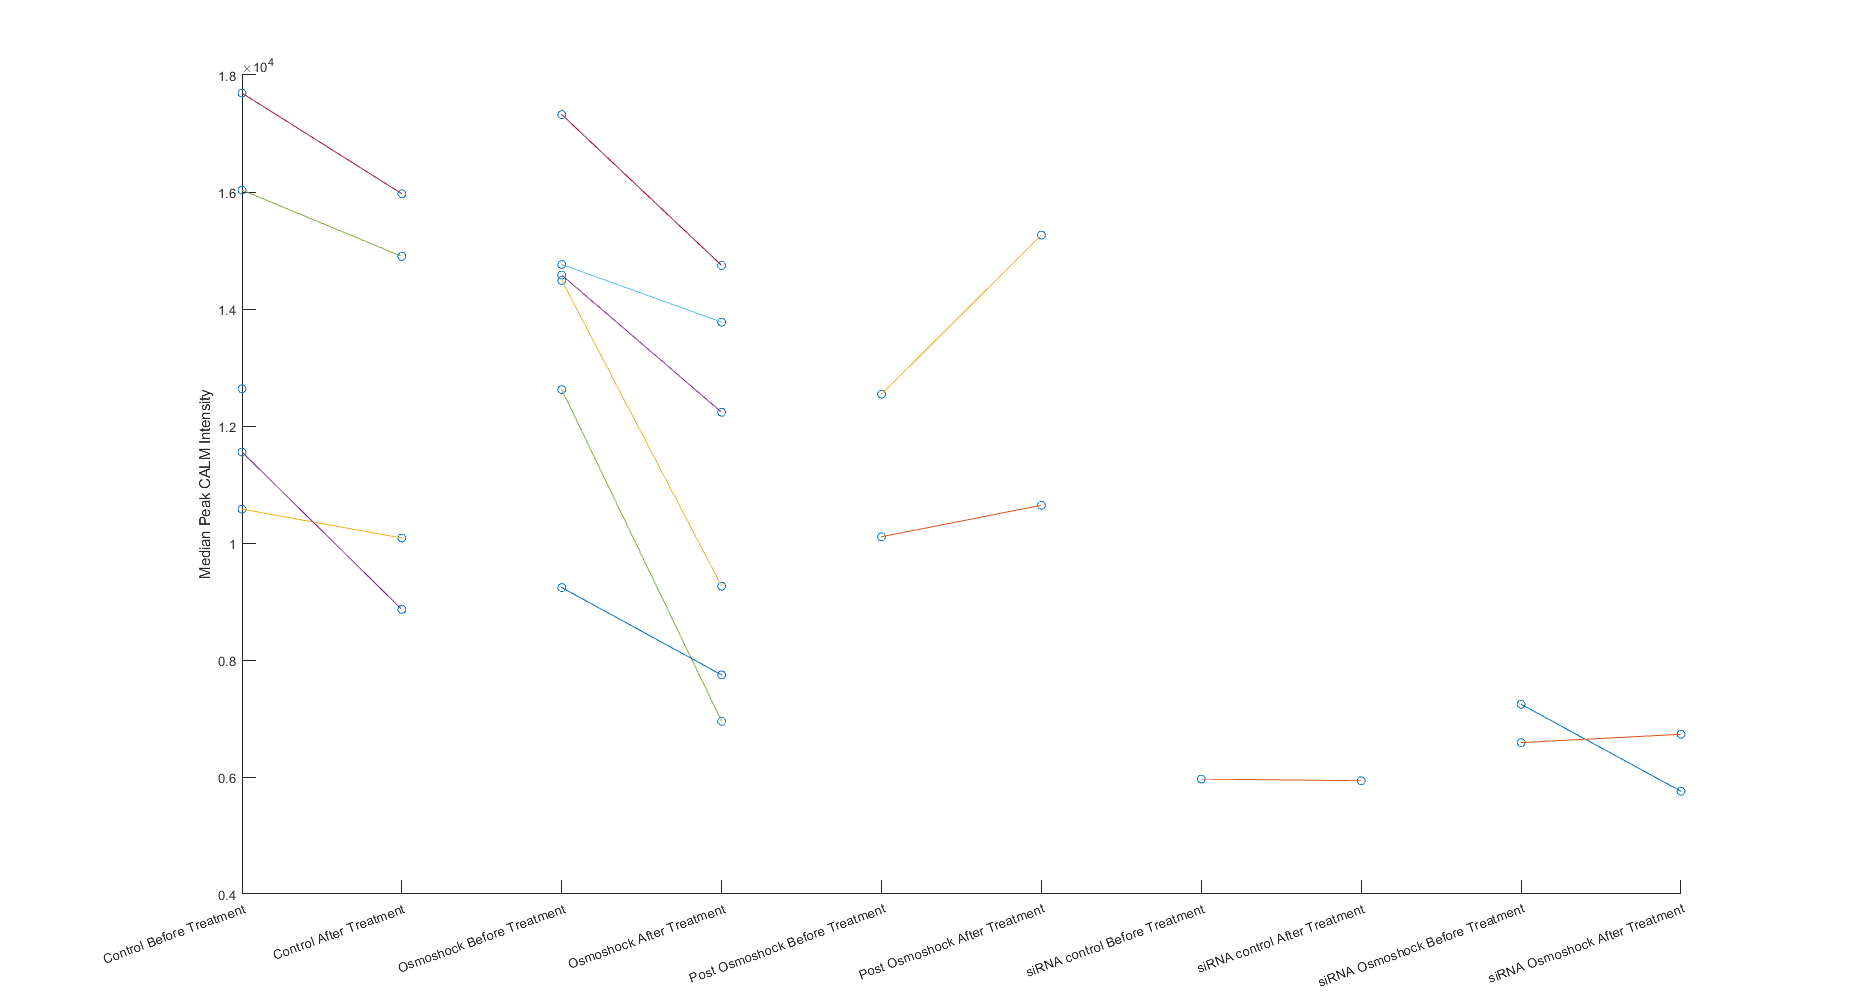 ×10⁴
1.8
1.6
1.4
1.2
1
0.8
0.6
0.4
Median Peak CALM Intensity
Control Before Treatment
Control After Treatment
Osmoshock Before Treatment
Osmoshock After Treatment
Post Osmoshock Before Treatment
Post Osmoshock After Treatment
siRNA control Before Treatment
siRNA control After Treatment
siRNA Osmoshock Before Treatment
siRNA Osmoshock After Treatment